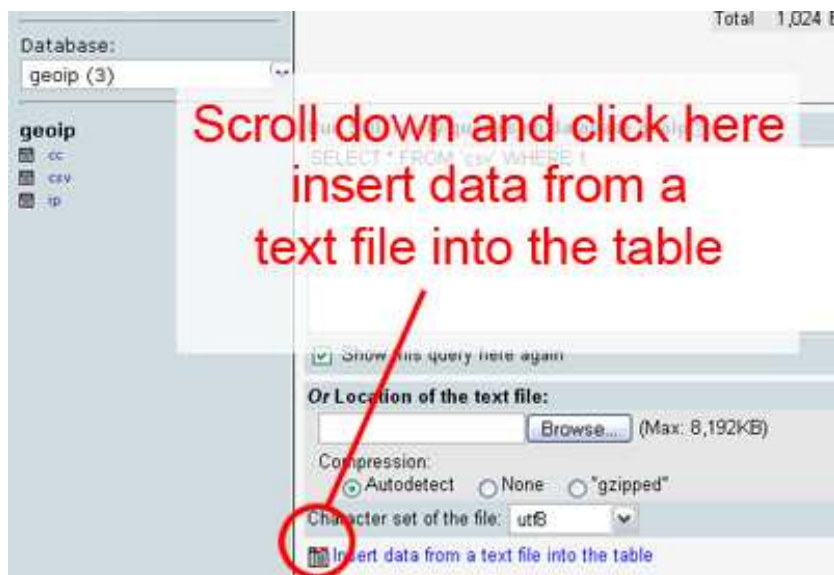 Total 1,024 B
Database:
geoip (3)
geoip
cc
csv
ip
Scroll down and click here
insert data from a
text file into the table
SELECT * FROM `csv` WHERE 1
Show this query here again
Or Location of the text file:
Browse... (Max: 8,192KB)
Compression:
Autodetect None "gzipped"
Character set of the file: utf8
Insert data from a text file into the table